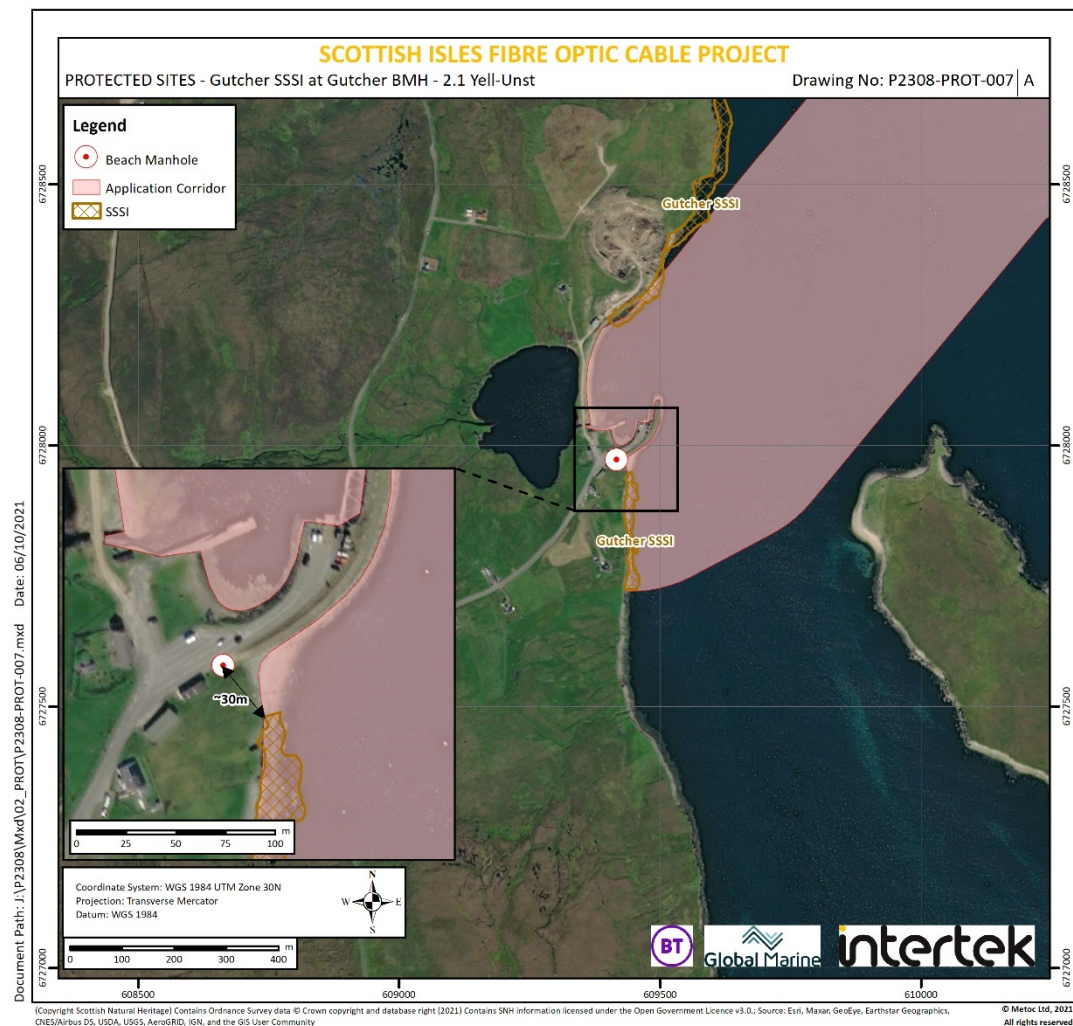 SCOTTISH ISLES FIBRE OPTIC CABLE PROJECT
PROTECTED SITES - Gutcher SSSI at Gutcher BMH - 2.1 Yell-Unst
Drawing No: P2308-PROT-007 | A
Legend
Beach Manhole
Application Corridor
SSSI
Gutcher SSSI
Gutcher SSSI
6728500
6728000
6727500
6727000
6728500
6728000
6727500
6727000
~30m
m
0 25 50 75 100
Coordinate System: WGS 1984 UTM Zone 30N
Projection: Transverse Mercator
Datum: WGS 1984
N
W E
S
m
0 100 200 300 400
BT
Global Marine
intertek
608500 609000 609500 610000
Document Path: J:\P2308\Mxd\02_PROT\P2308-PROT-007.mxd Date: 06/10/2021
(Copyright Scottish Natural Heritage) Contains Ordnance Survey data © Crown copyright and database right (2021) Contains SNH information licensed under the Open Government Licence v3.0.; Source: Esri, Maxar, GeoEye, Earthstar Geographics,
CNES/Airbus DS, USDA, USGS, AeroGRID, IGN, and the GIS User Community
© Metoc Ltd, 2021
All rights reserved